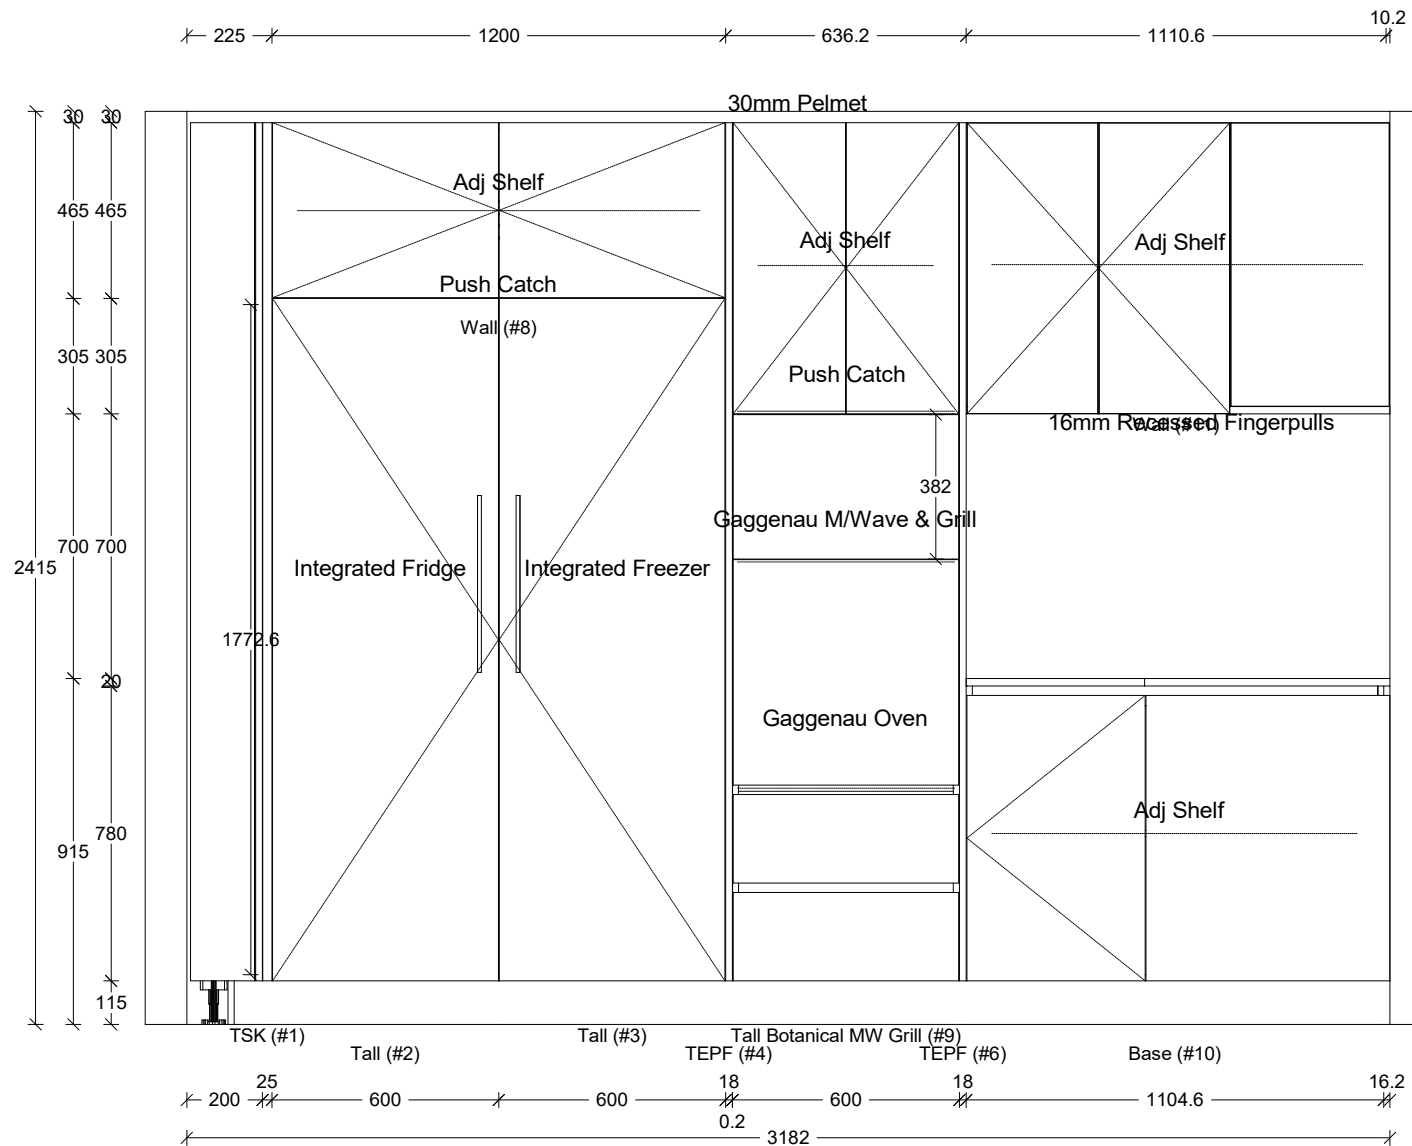 10.2
225 1200 636.2 1110.6
30mm Pelmet
30 30
Adj Shelf
465 465
Adj Shelf Adj Shelf
Push Catch
Wall (#8)
305 305
Push Catch
16mm Recessed Fingerpulls
Wall (#11)
382
Gaggenau M/Wave & Grill
700 700
2415
Integrated Fridge Integrated Freezer
1772.6
20
Gaggenau Oven
Adj Shelf
780
915
115
TSK (#1) Tall (#3) Tall Botanical MW Grill (#9)
Tall (#2) TEPF (#4) TEPF (#6) Base (#10)
25 18 18 16.2
200 600 600 600 1104.6
0.2
3182